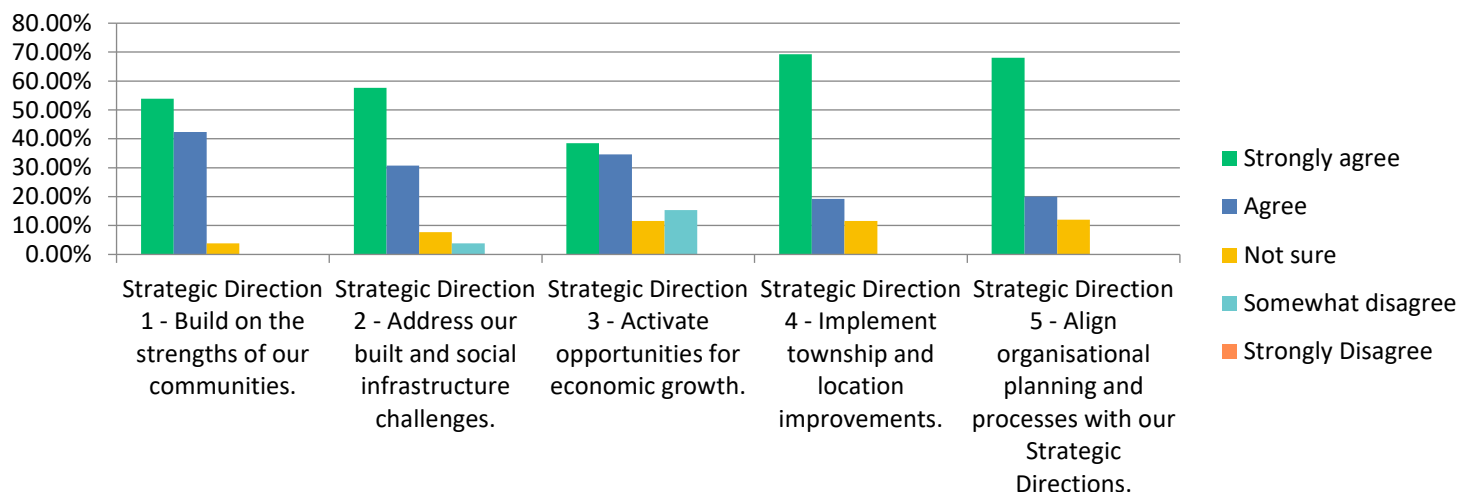 80.00%
70.00%
60.00%
50.00%
40.00%
30.00%
20.00%
10.00%
0.00%
Strategic Direction
1 - Build on the
strengths of our
communities.
Strategic Direction
2 - Address our
built and social
infrastructure
challenges.
Strategic Direction
3 - Activate
opportunities for
economic growth.
Strategic Direction
4 - Implement
township and
location
improvements.
Strategic Direction
5 - Align
organisational
planning and
processes with our
Strategic
Directions.
Strongly agree
Agree
Not sure
Somewhat disagree
Strongly Disagree